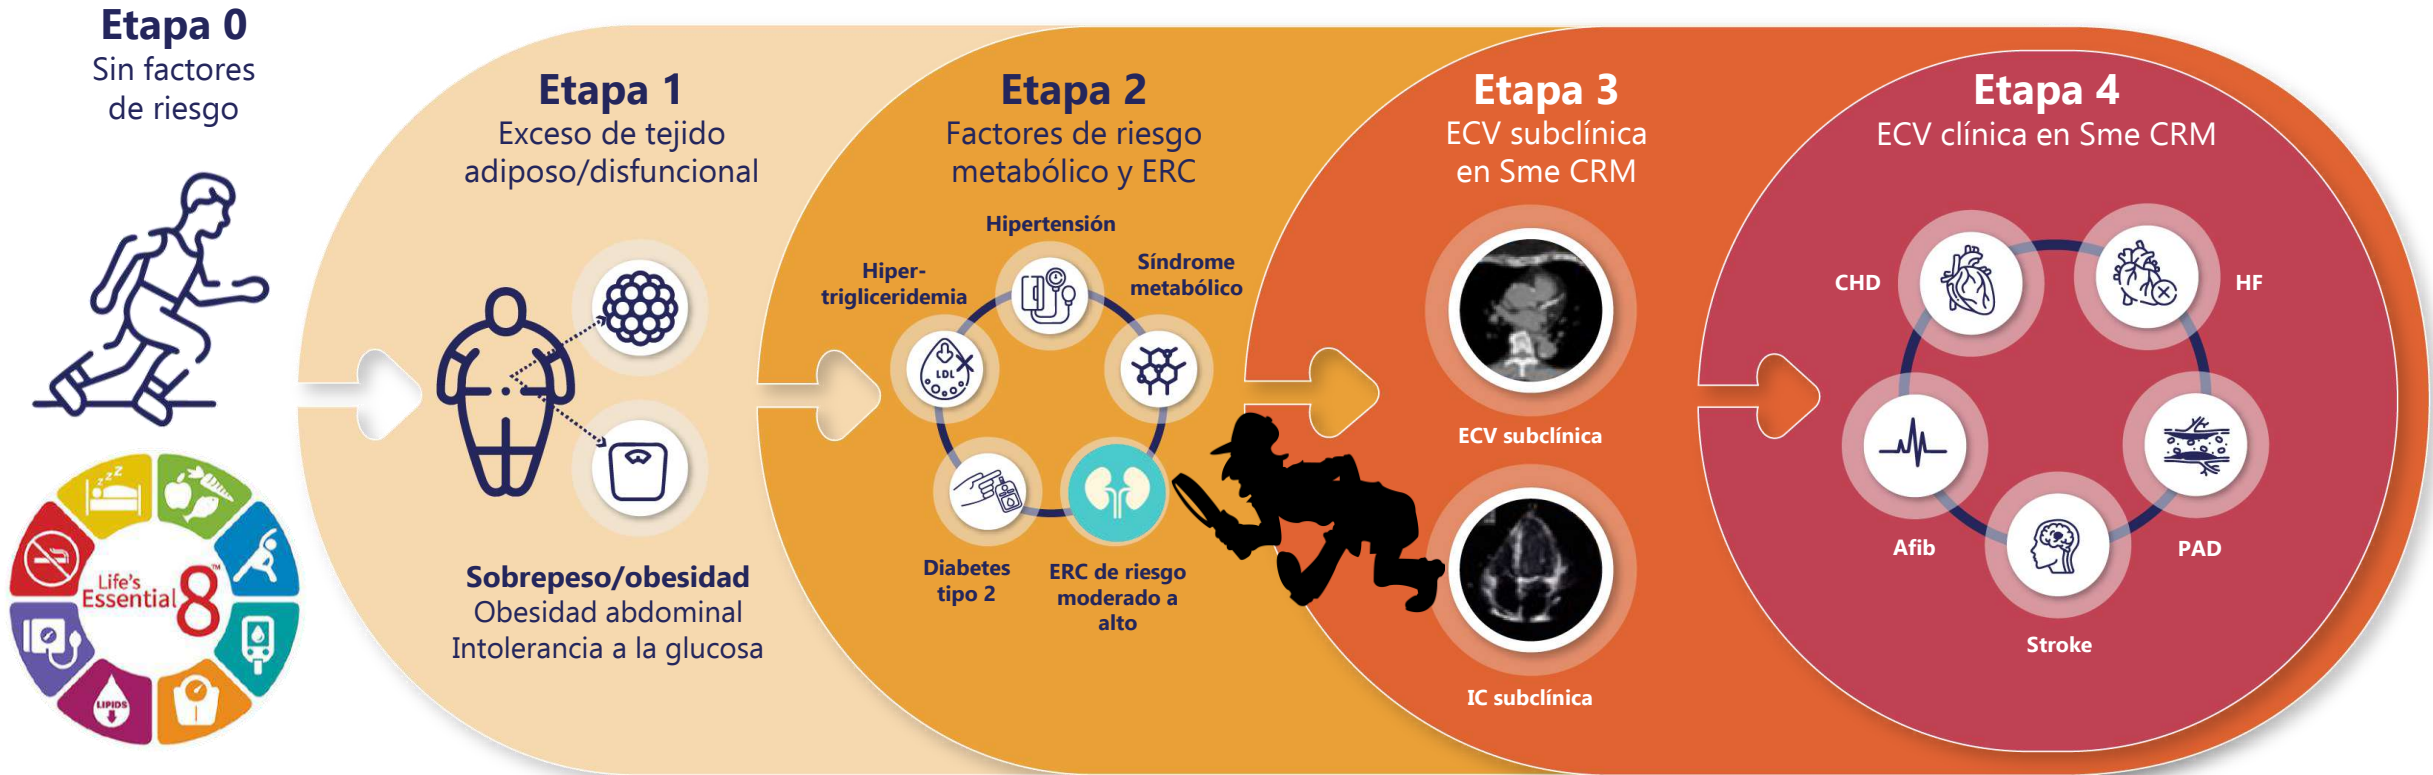 Etapa 0
Sin factores
de riesgo
zzZ
Life's
Essential 8™
LIPIDS
Etapa 1
Exceso de tejido
adiposo/disfuncional
Sobrepeso/obesidad
Obesidad abdominal
Intolerancia a la glucosa
Etapa 2
Factores de riesgo
metabólico y ERC
Hipertensión
Hiper-
trigliceridemia
Síndrome
metabólico
LDL
Diabetes
tipo 2
ERC de riesgo
moderado a
alto
Etapa 3
ECV subclínica
en Sme CRM
ECV subclínica
IC subclínica
Etapa 4
ECV clínica en Sme CRM
CHD
HF
Afib
PAD
Stroke